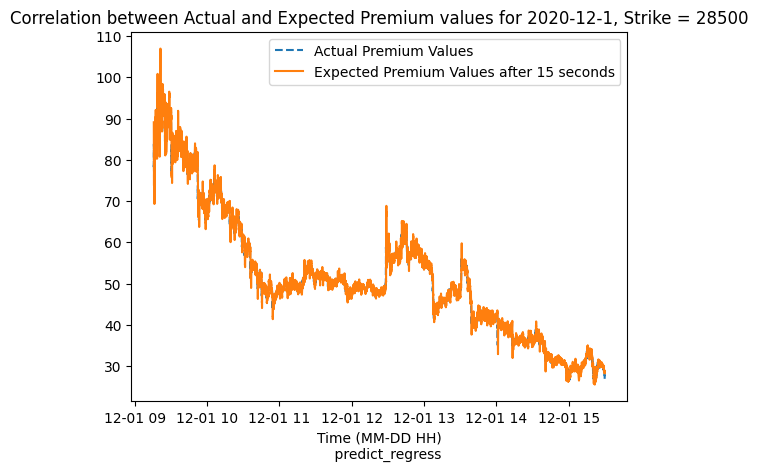 Correlation between Actual and Expected Premium values for 2020-12-1, Strike = 28500
Actual Premium Values
Expected Premium Values after 15 seconds
110
100
90
80
70
60
50
40
30
12-01 09 12-01 10 12-01 11 12-01 12 12-01 13 12-01 14 12-01 15
Time (MM-DD HH)
predict_regress